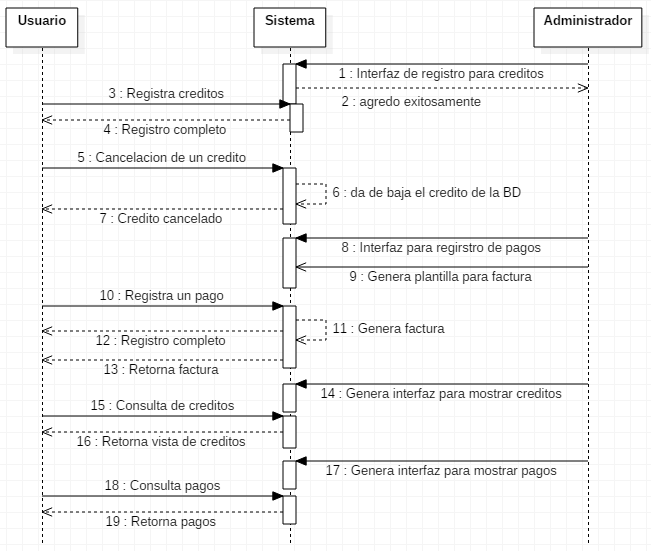 Usuario
Sistema
Administrador
1 : Interfaz de registro para creditos
2 : agredo exitosamente
3 : Registra creditos
4 : Registro completo
5 : Cancelacion de un credito
6 : da de baja el credito de la BD
7 : Credito cancelado
8 : Interfaz para regirstro de pagos
9 : Genera plantilla para factura
10 : Registra un pago
11 : Genera factura
12 : Registro completo
13 : Retorna factura
14 : Genera interfaz para mostrar creditos
15 : Consulta de creditos
16 : Retorna vista de creditos
17 : Genera interfaz para mostrar pagos
18 : Consulta pagos
19 : Retorna pagos